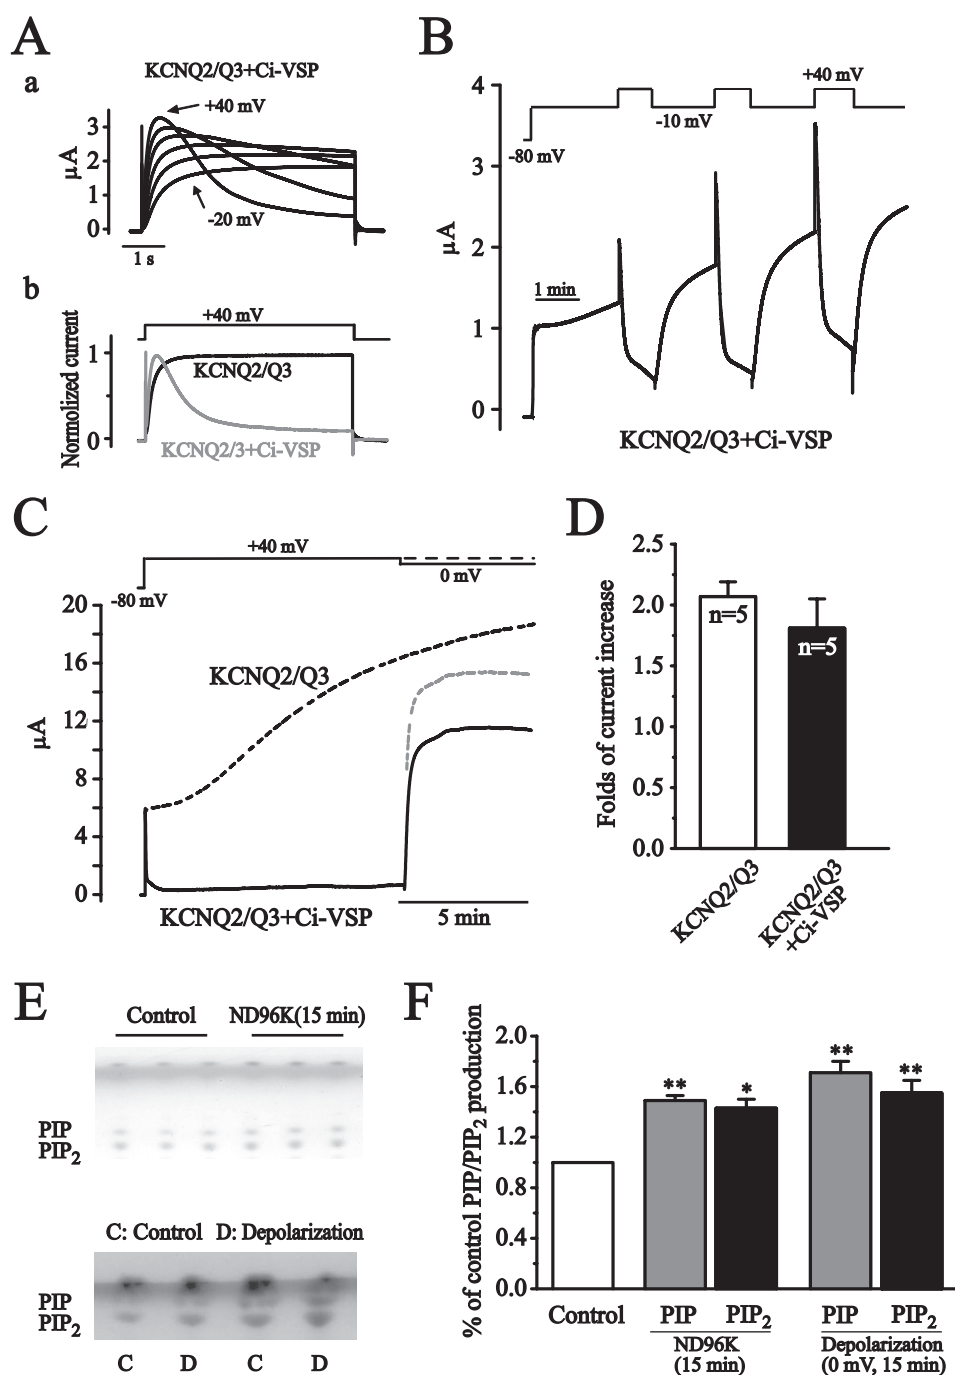 A
KCNQ2/Q3+Ci-VSP
a
+40 mV
3
2
1
0
μA
-20 mV
1 s
b
+40 mV
Normolized current
1
0
KCNQ2/Q3
KCNQ2/3+Ci-VSP
B
4
3
2
1
0
μA
+40 mV
-10 mV
-80 mV
1 min
KCNQ2/Q3+Ci-VSP
C
+40 mV
0 mV
-80 mV
20
16
12
8
4
0
μA
KCNQ2/Q3
KCNQ2/Q3+Ci-VSP
5 min
D
2.5
2.0
1.5
1.0
0.5
0.0
Folds of current increase
n=5
n=5
KCNQ2/Q3
KCNQ2/Q3
+Ci-VSP
E
Control
ND96K(15 min)
PIP
PIP2
C: Control D: Depolarization
PIP
PIP2
C D C D
F
% of control PIP/PIP2 production
2.0
1.6
1.2
0.8
0.4
0.0
**
*
**
**
Control
PIP PIP2
ND96K
(15 min)
PIP PIP2
Depolarization
(0 mV, 15 min)